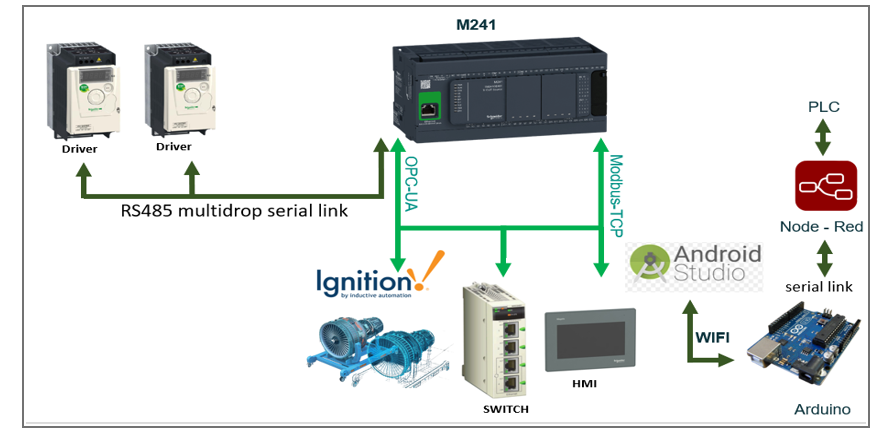 M241
Driver
Driver
RS485 multidrop serial link
OPC-UA
Modbus-TCP
PLC
Node - Red
serial link
Ignition!
by inductive automation
Android
Studio
WIFI
SWITCH
HMI
Arduino